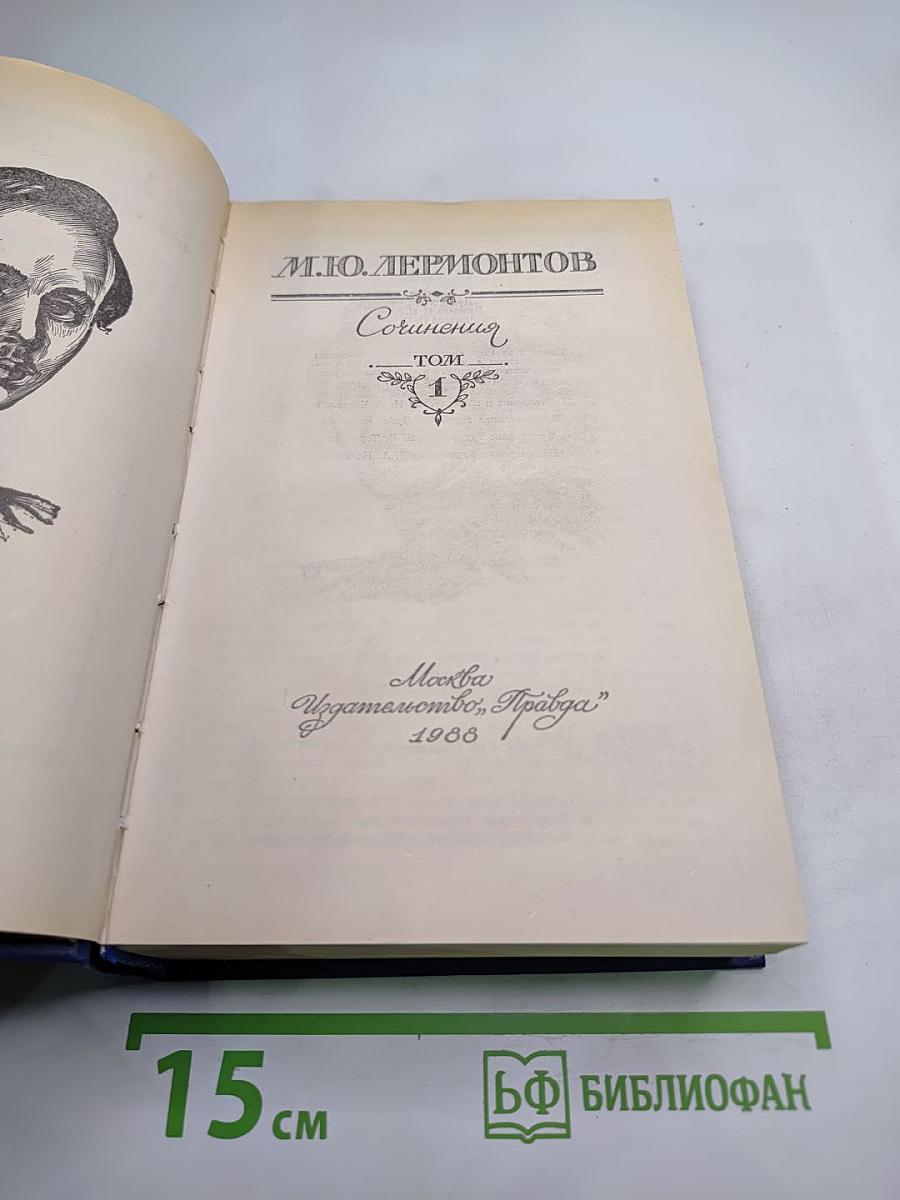 М.Ю. ЛЕРМОНТОВ
Сочинения
ТОМ
1
Москва
Издательство „Правда”
1988
15 см
БФ БИБЛИОФАН